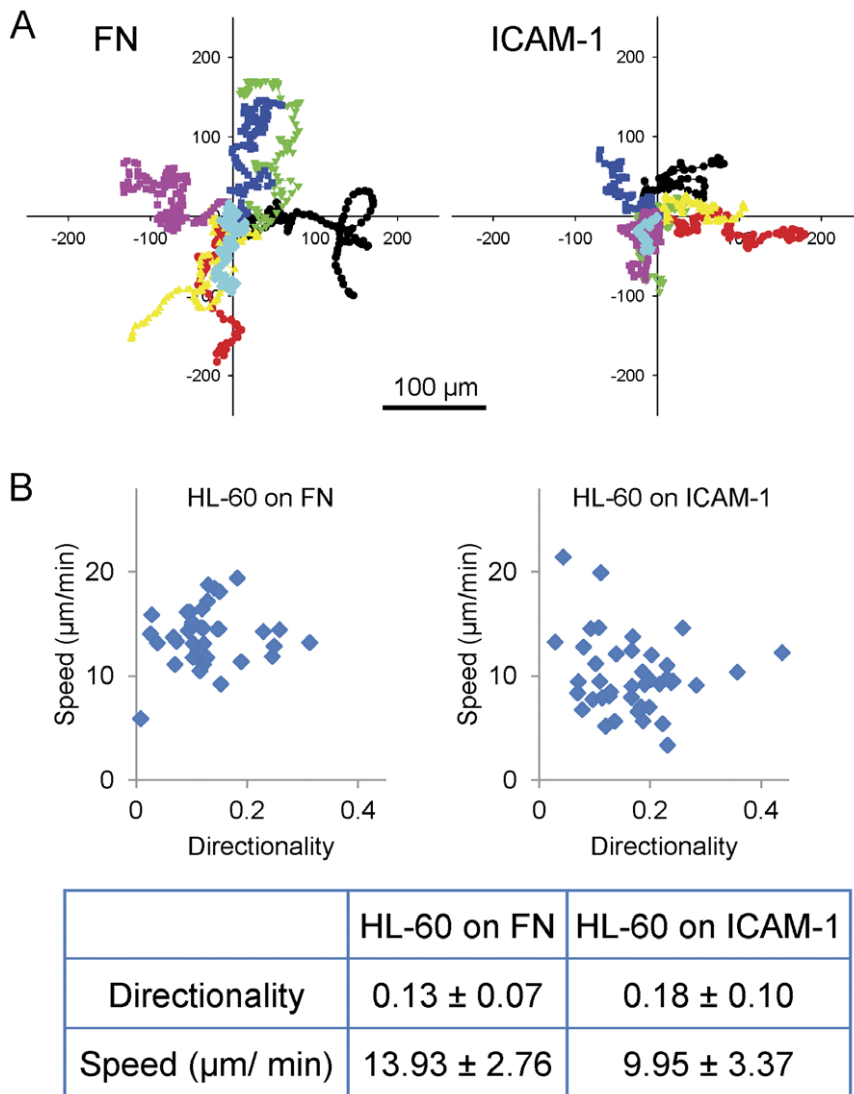 A
FN
ICAM-1
200
100
-200
-100
100
200
-100
-200
200
100
-200
-100
100
200
-100
-200
100 µm
B
HL-60 on FN
Speed (µm/min)
20
10
0
0
0.2
0.4
Directionality
HL-60 on ICAM-1
Speed (µm/min)
20
10
0
0
0.2
0.4
Directionality
HL-60 on FN HL-60 on ICAM-1
Directionality 0.13 ± 0.07 0.18 ± 0.10
Speed (µm/ min) 13.93 ± 2.76 9.95 ± 3.37